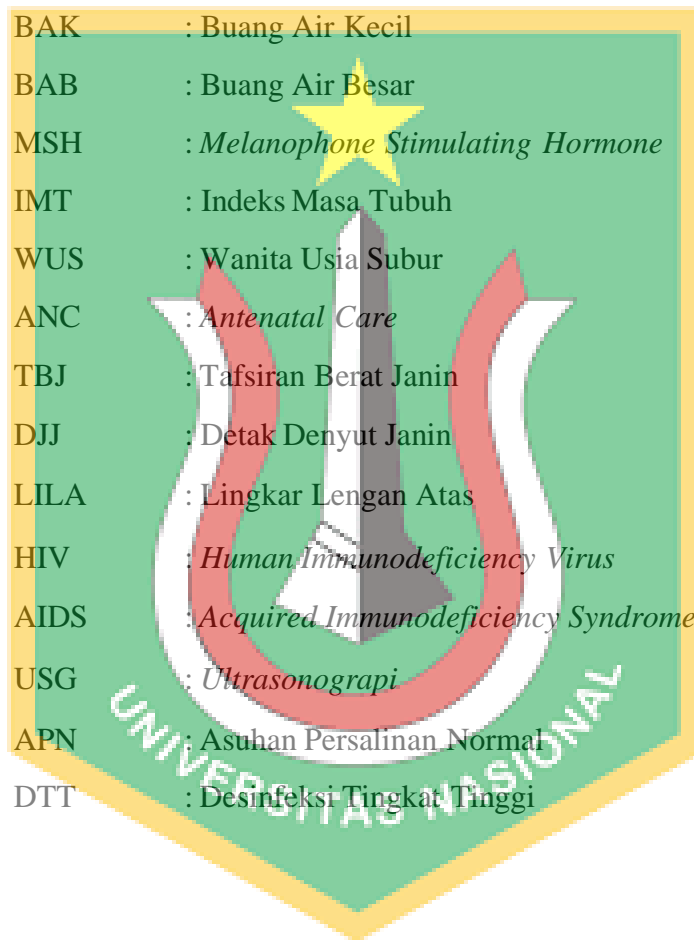 BAK : Buang Air Kecil
BAB : Buang Air Besar
MSH : Melanophone Stimulating Hormone
IMT : Indeks Masa Tubuh
WUS : Wanita Usia Subur
ANC : Antenatal Care
TBJ : Tafsiran Berat Janin
DJJ : Detak Denyut Janin
LILA : Lingkar Lengan Atas
HIV : Human Immunodeficiency Virus
AIDS : Acquired Immunodeficiency Syndrome
USG : Ultrasonograpi
APN : Asuhan Persalinan Normal
DTT : Desinfeksi Tingkat Tinggi
UNIVERSITAS NASIONAL